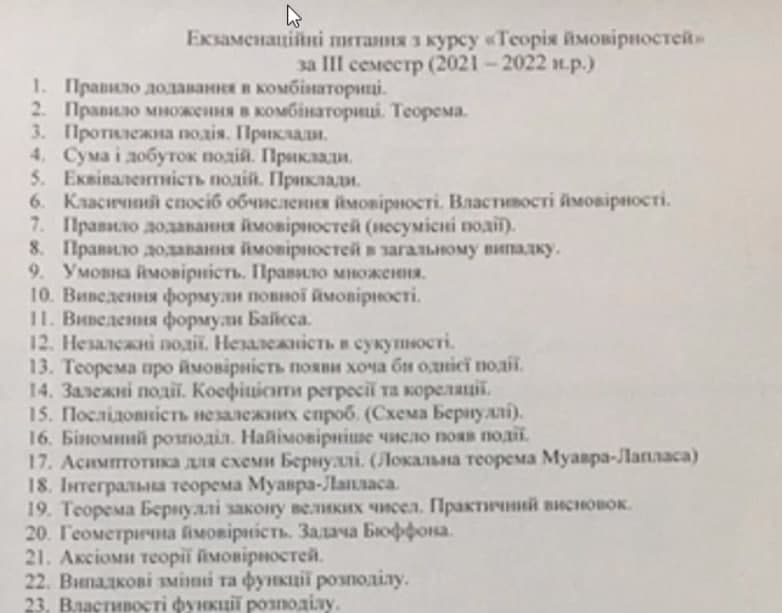 Екзаменаційні питання з курсу «Теорія ймовірностей»
за III семестр (2021 – 2022 н.р.)
1. Правило додавання в комбінаториці.
2. Правило множення в комбінаториці. Теорема.
3. Протилежна подія. Приклади.
4. Сума і добуток подій. Приклади.
5. Еквівалентність подій. Приклади.
6. Класичний спосіб обчислення ймовірності. Властивості ймовірності.
7. Правило додавання ймовірностей (несумісні події).
8. Правило додавання ймовірностей в загальному випадку.
9. Умовна ймовірність. Правило множення.
10. Виведення формули повної ймовірності.
11. Виведення формули Байєса.
12. Незалежні події. Незалежність в сукупності.
13. Теорема про ймовірність появи хоча би однієї події.
14. Залежні події. Коефіцієнти регресії та кореляції.
15. Послідовність незалежних спроб. (Схема Бернуллі).
16. Біномний розподіл. Найімовірніше число появ події.
17. Асимптотика для схеми Бернуллі. (Локальна теорема Муавра-Лапласа)
18. Інтегральна теорема Муавра-Лапласа.
19. Теорема Бернуллі закону великих чисел. Практичний висновок.
20. Геометрична ймовірність. Задача Бюффона.
21. Аксіоми теорії ймовірностей.
22. Випадкові змінні та функції розподілу.
23. Властивості функції розподілу.